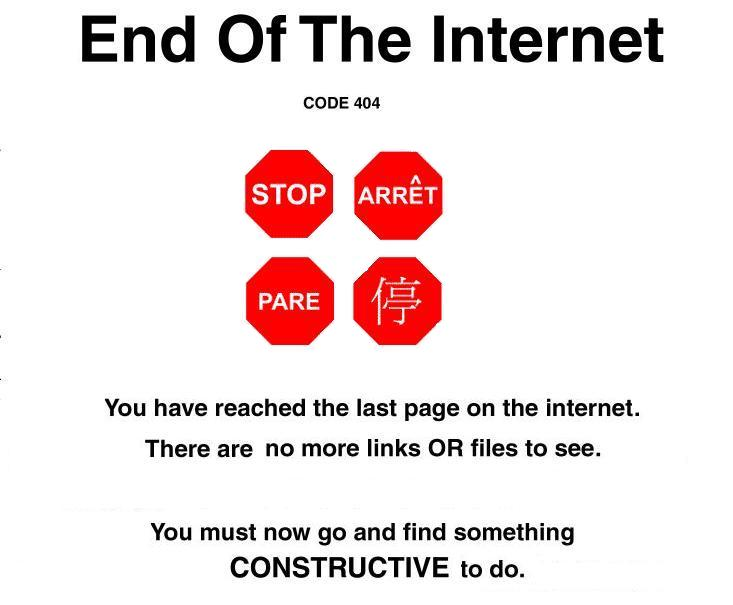 End Of The Internet
CODE 404
STOP
ARRÊT
PARE
停
You have reached the last page on the internet.
There are no more links OR files to see.
You must now go and find something
CONSTRUCTIVE to do.